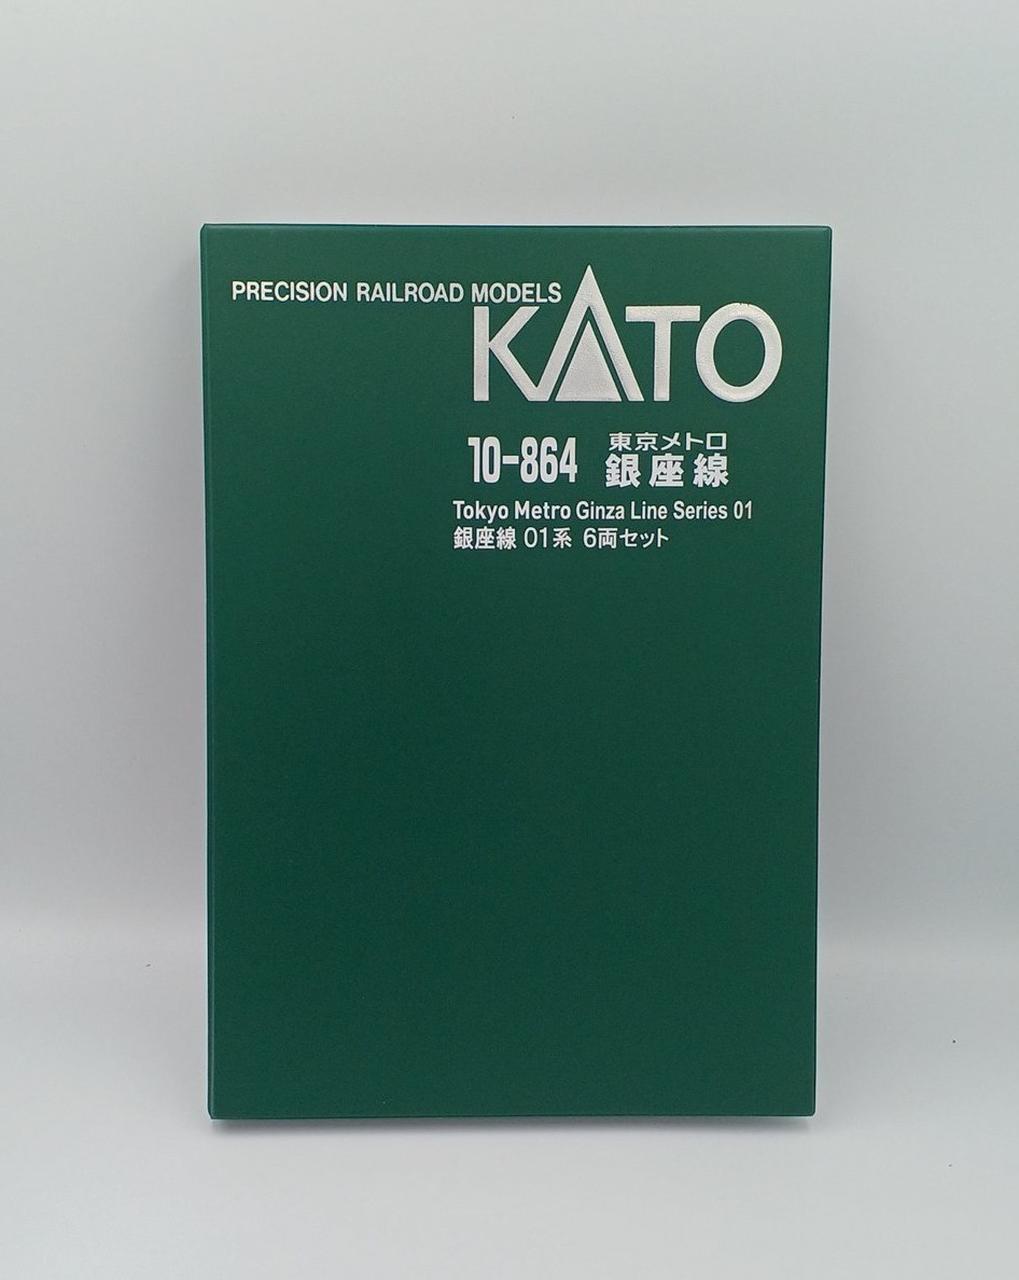 PRECISION RAILROAD MODELS
KATO
10-864
東京メトロ
銀座線
Tokyo Metro Ginza Line Series 01
銀座線 01系 6両セット